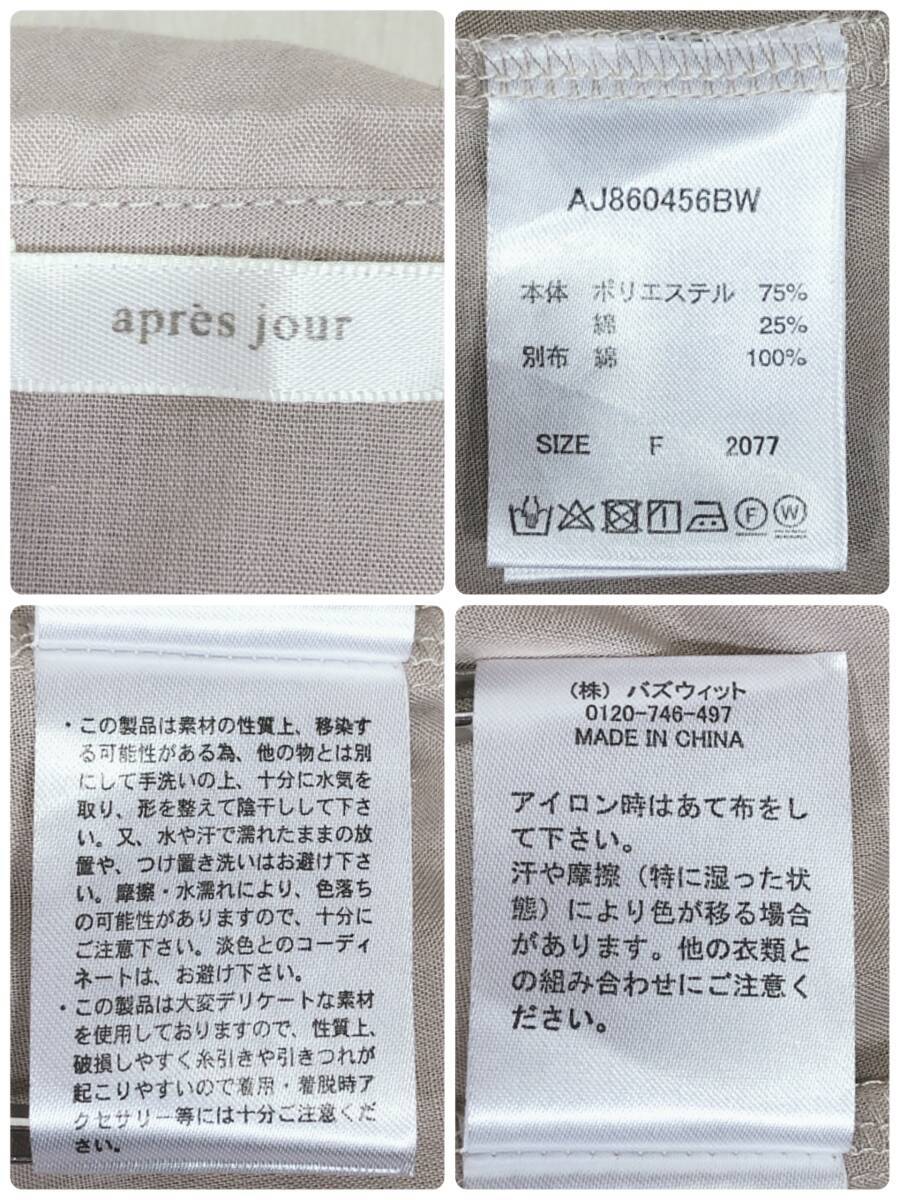 après jour
AJ860456BW
本体 ポリエステル 75%
綿 25%
別布 綿 100%
SIZE F 2077
F W
・この製品は素材の性質上、移染す
る可能性がある為、他の物とは別
にして手洗いの上、十分に水気を
取り、形を整えて陰干しして下さ
い。又、水や汗で濡れたままの放
置や、つけ置き洗いはお避け下さ
い。摩擦・水濡れにより、色落ち
の可能性がありますので、十分に
ご注意下さい。淡色とのコーディ
ネートは、お避け下さい。
・この製品は大変デリケートな素材
を使用しておりますので、性質上、
破損しやすく糸引きや引きつれが
起こりやすいので着用・着脱時ア
クセサリー等には十分ご注意くだ
さい。
（株）バズウィット
0120-746-497
MADE IN CHINA
アイロン時はあて布をし
て下さい。
汗や摩擦（特に湿った状
態）により色が移る場合
があります。他の衣類と
の組み合わせにご注意く
ださい。